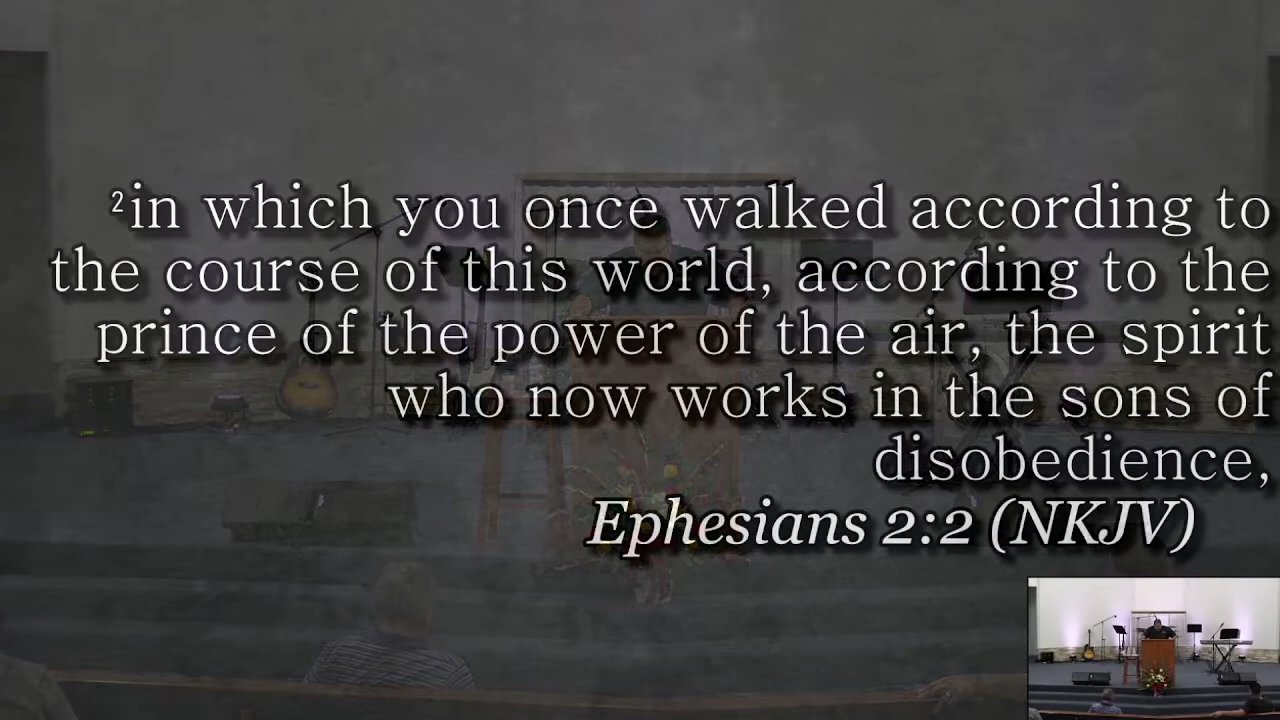 ²in which you once walked according to
the course of this world, according to the
prince of the power of the air, the spirit
who now works in the sons of
disobedience,
Ephesians 2:2 (NKJV)